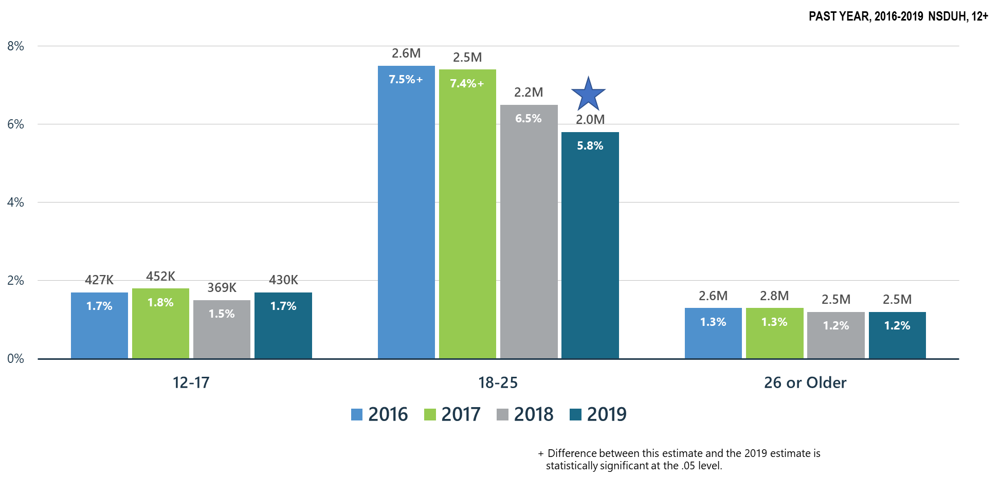 PAST YEAR, 2016-2019 NSDUH, 12+
8%
6%
4%
2%
0%
427K
452K
369K
430K
1.7%
1.8%
1.5%
1.7%
2.6M
2.5M
2.2M
2.0M
7.5%+
7.4%+
6.5%
5.8%
2.6M
2.8M
2.5M
2.5M
1.3%
1.3%
1.2%
1.2%
12-17
18-25
26 or Older
2016 2017 2018 2019
+ Difference between this estimate and the 2019 estimate is
statistically significant at the .05 level.